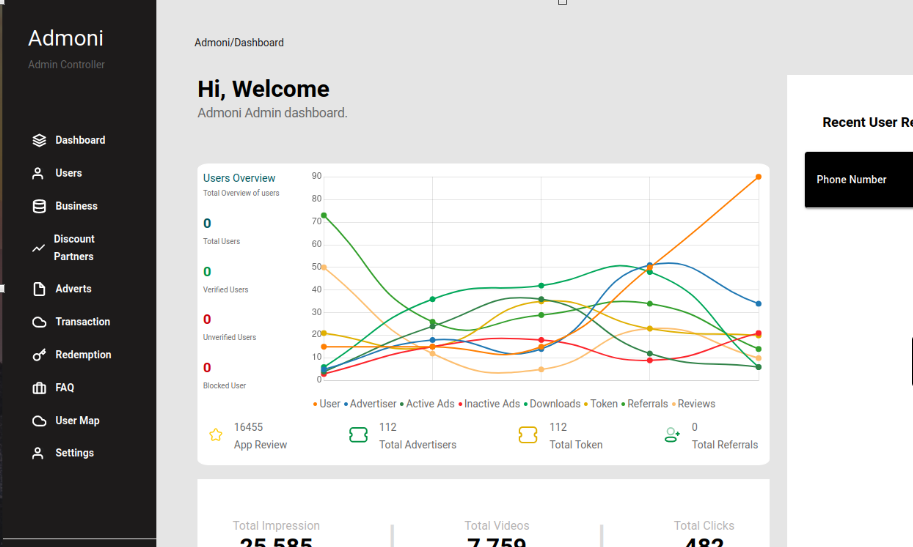 Admoni
Admin Controller
Dashboard
Users
Business
Discount
Partners
Adverts
Transaction
Redemption
FAQ
User Map
Settings
Admoni/Dashboard
Hi, Welcome
Admoni Admin dashboard.
Users Overview
Total Overview of users
0
Total Users
0
Verified Users
0
Unverified Users
0
Blocked User
90
80
70
60
50
40
30
20
10
0
User Advertiser Active Ads Inactive Ads Downloads Token Referrals Reviews
16455
App Review
112
Total Advertisers
112
Total Token
0
Total Referrals
Total Impression
25,585
Total Videos
7,759
Total Clicks
482
Recent User Re
Phone Number